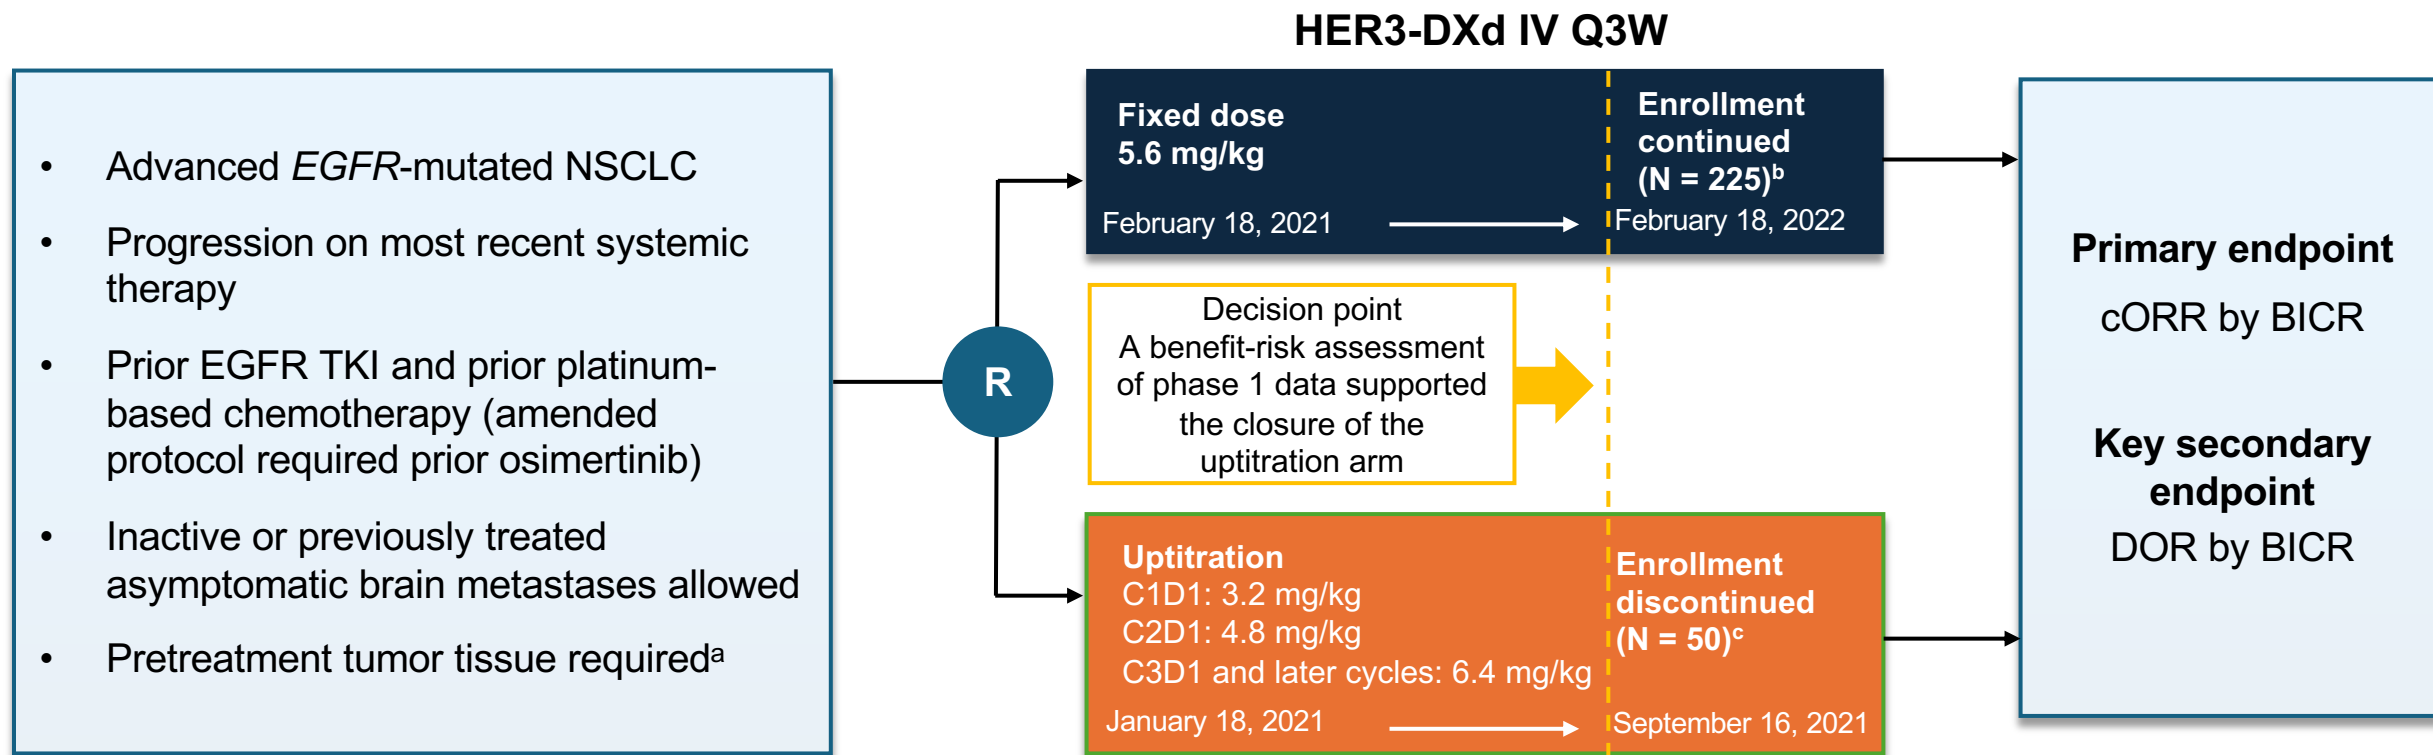 HER3-DXd IV Q3W
• Advanced EGFR-mutated NSCLC
• Progression on most recent systemic
therapy
• Prior EGFR TKI and prior platinum-
based chemotherapy (amended
protocol required prior osimertinib)
• Inactive or previously treated
asymptomatic brain metastases allowed
• Pretreatment tumor tissue requiredᵃ
R
Fixed dose
5.6 mg/kg
February 18, 2021
Enrollment
continued
(N = 225)ᵇ
February 18, 2022
Decision point
A benefit-risk assessment
of phase 1 data supported
the closure of the
uptitration arm
Uptitration
C1D1: 3.2 mg/kg
C2D1: 4.8 mg/kg
C3D1 and later cycles: 6.4 mg/kg
January 18, 2021
Enrollment
discontinued
(N = 50)ᶜ
September 16, 2021
Primary endpoint
cORR by BICR
Key secondary
endpoint
DOR by BICR